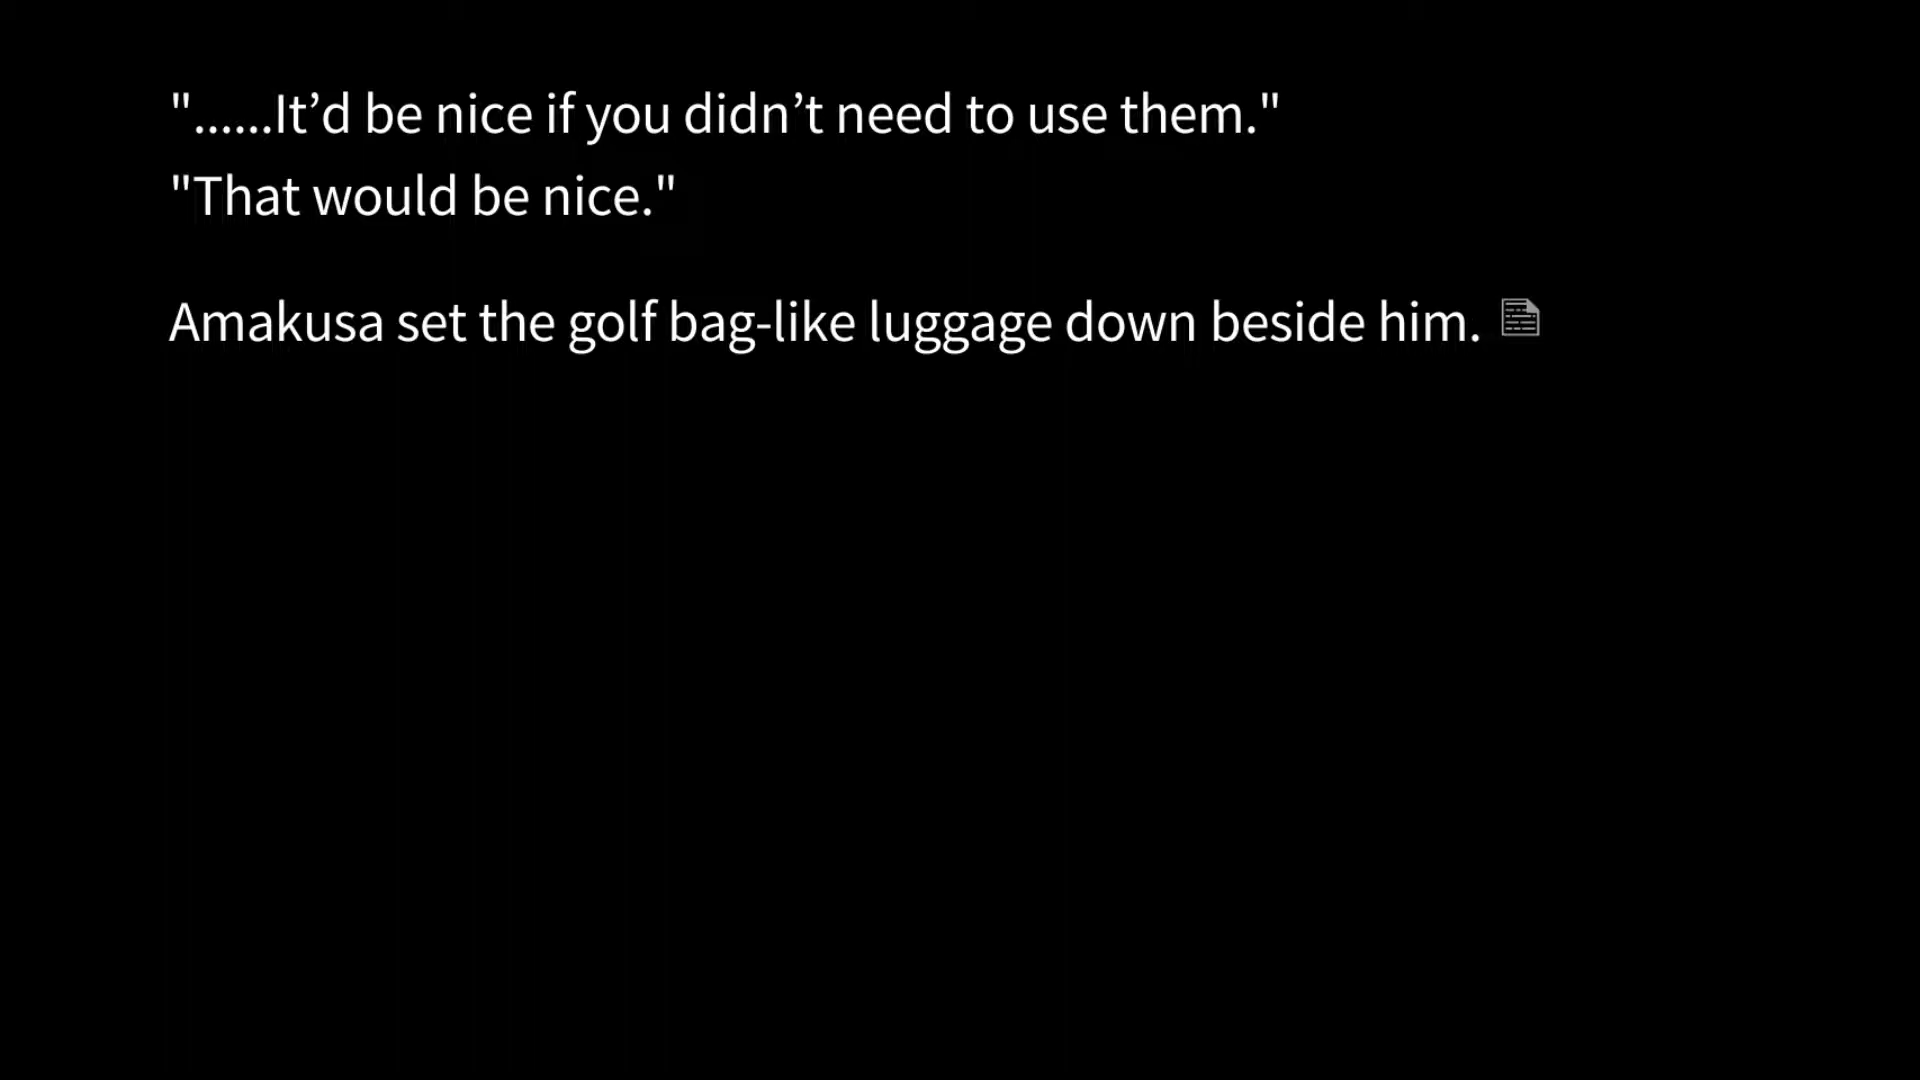 "......It’d be nice if you didn’t need to use them."
"That would be nice."
Amakusa set the golf bag-like luggage down beside him.